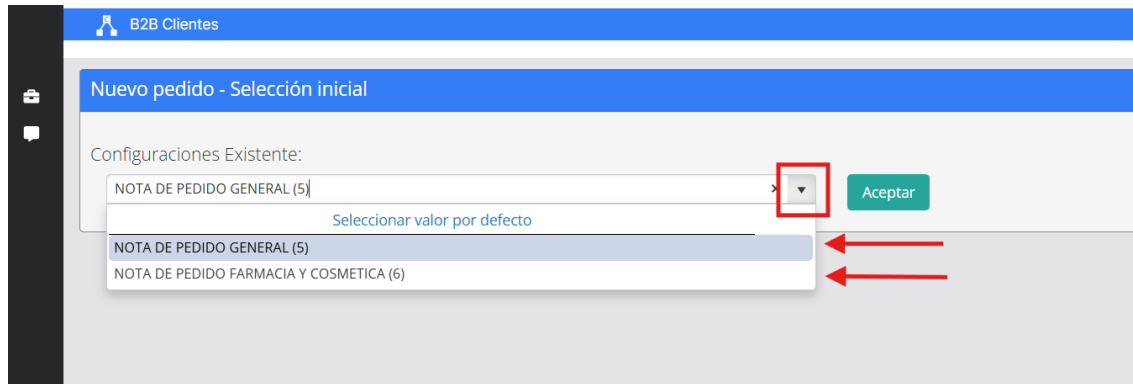 B2B Clientes
Nuevo pedido - Selección inicial
Configuraciones Existente:
NOTA DE PEDIDO GENERAL (5)
Aceptar
Seleccionar valor por defecto
NOTA DE PEDIDO GENERAL (5)
NOTA DE PEDIDO FARMACIA Y COSMETICA (6)